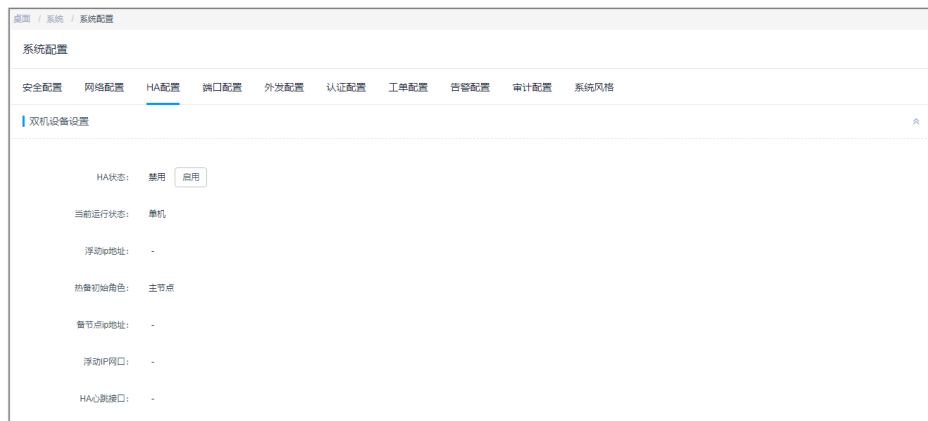 桌面 / 系统 / 系统配置
系统配置
安全配置 网络配置 HA配置 端口配置 外发配置 认证配置 工单配置 告警配置 审计配置 系统风格
双机设备设置
HA状态: 禁用 启用
当前运行状态: 单机
浮动ip地址: -
热备初始角色: 主节点
备节点ip地址: -
浮动IP网口: -
HA心跳接口: -